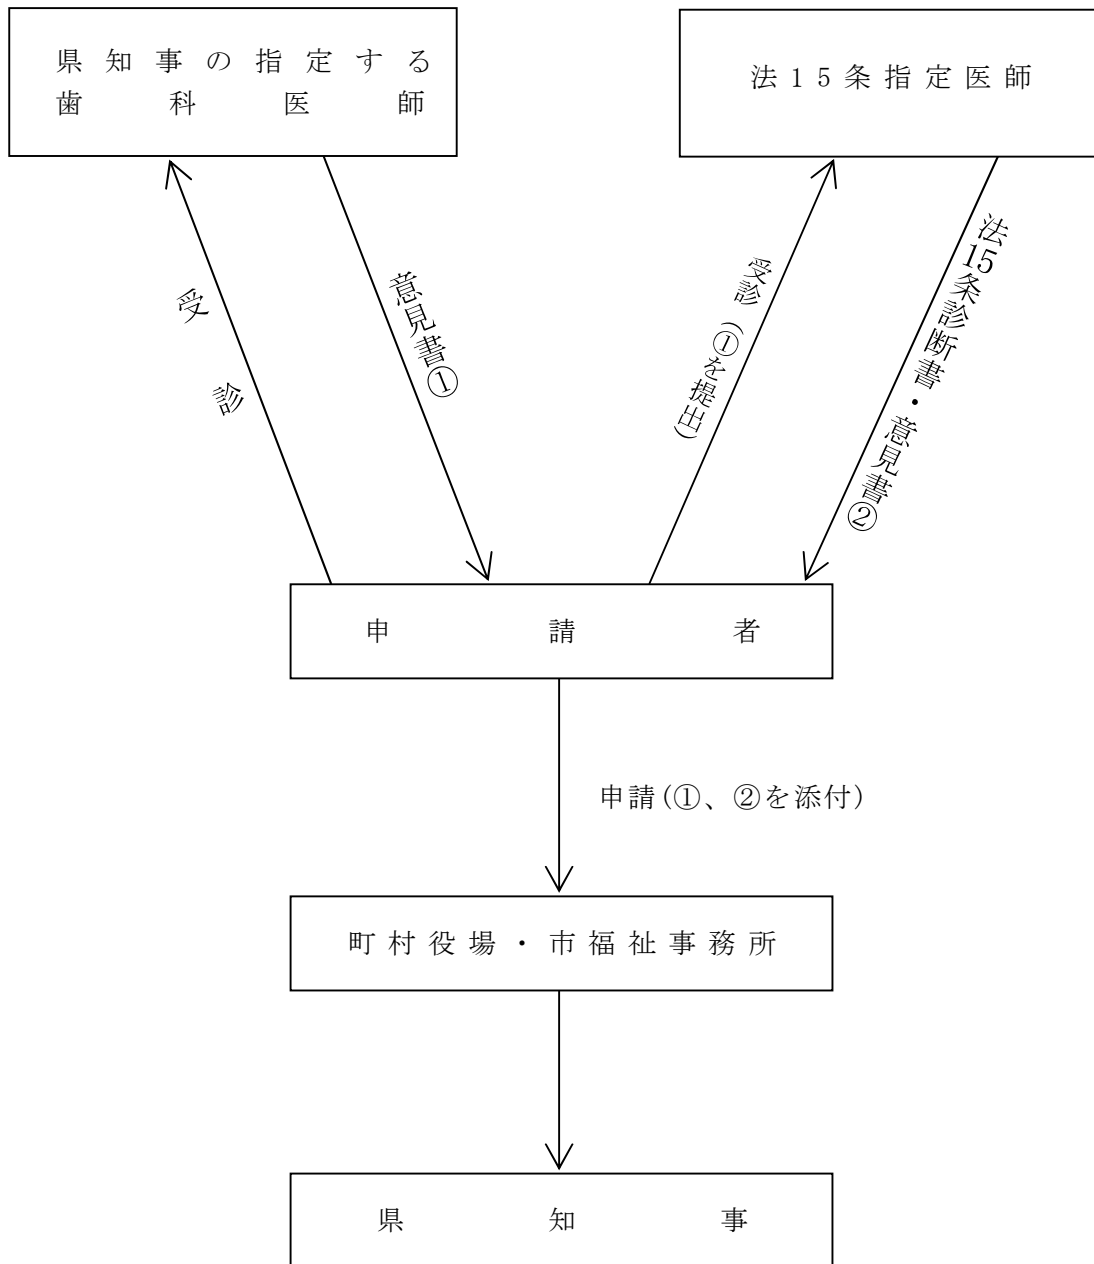 県知事の指定する
歯科医師
法15条指定医師
受診
意見書①
受診(①を提出)
法15条診断書・意見書②
申請者
申請(①、②を添付)
町村役場・市福祉事務所
県知事